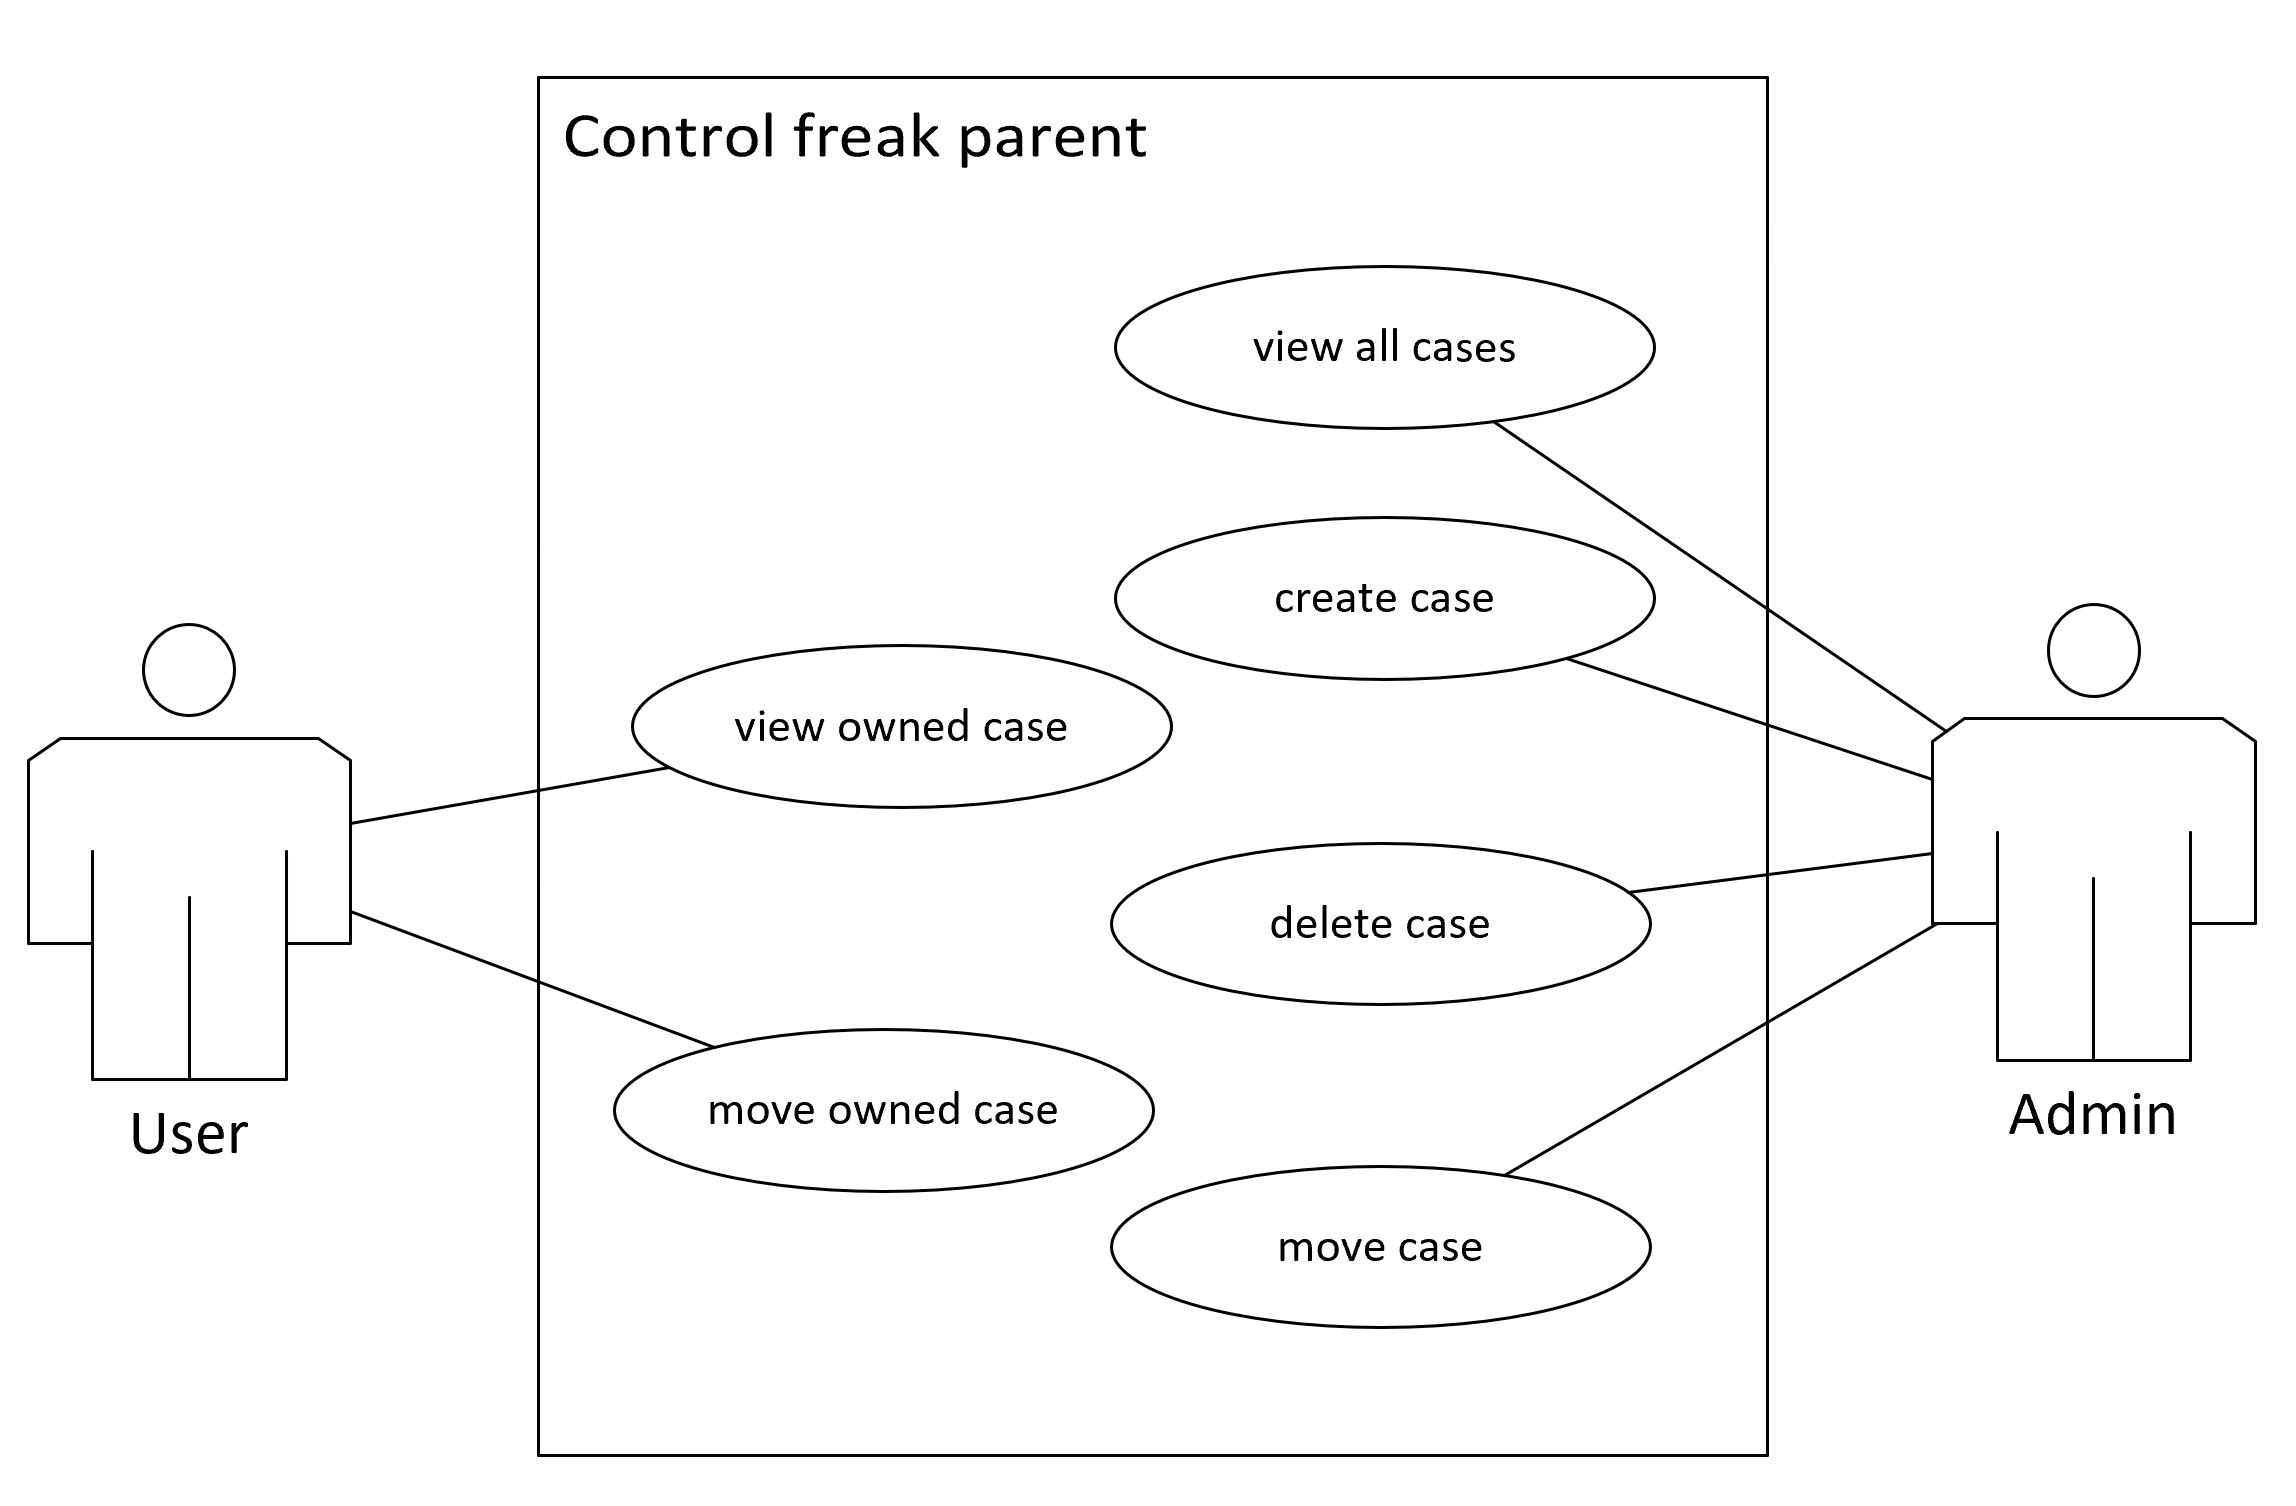 Control freak parent
view all cases
create case
view owned case
delete case
move owned case
User
Admin
move case